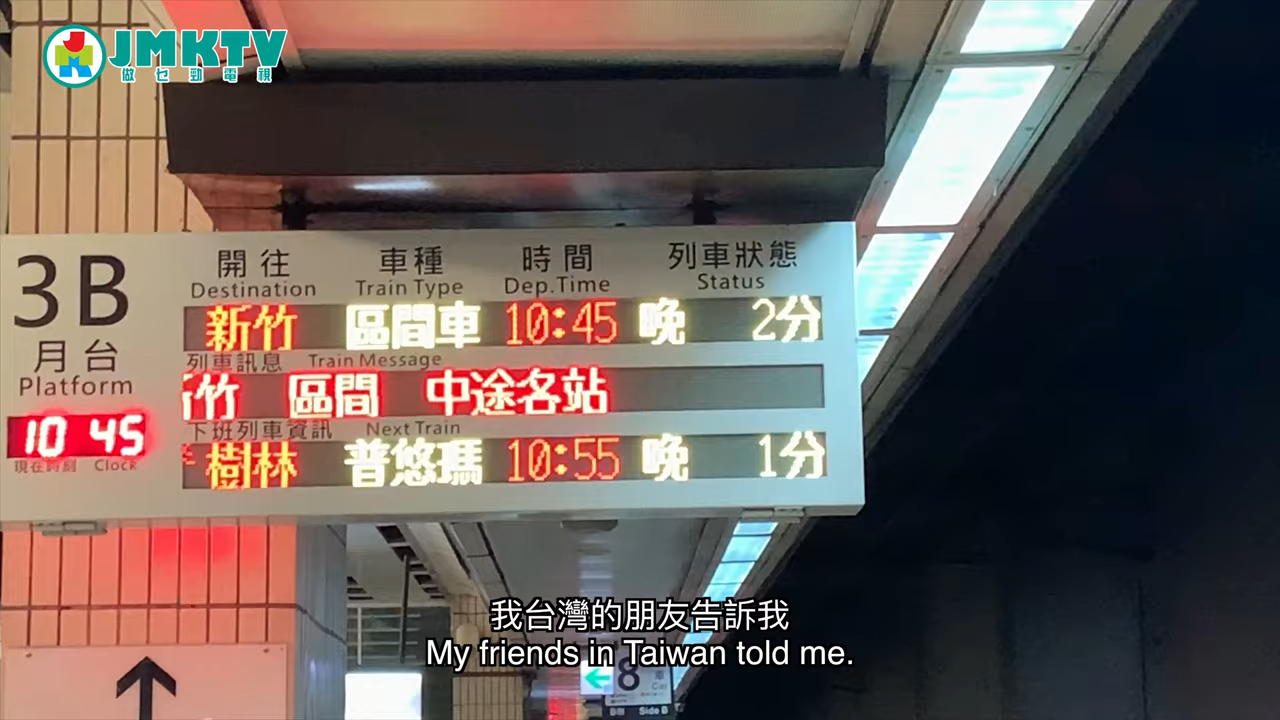 JMKTV
做乜勁電視
3B
月台
Platform
10 45
現在時刻 Clock
開往 車種 時間 列車狀態
Destination Train Type Dep.Time Status
新竹 區間車 10:45 晚 2分
列車訊息 Train Message
竹 區間 中途各站
下班列車資訊 Next Train
樹林 普悠瑪 10:55 晚 1分
我台灣的朋友告訴我
My friends in Taiwan told me.
8 車
Car
Side B